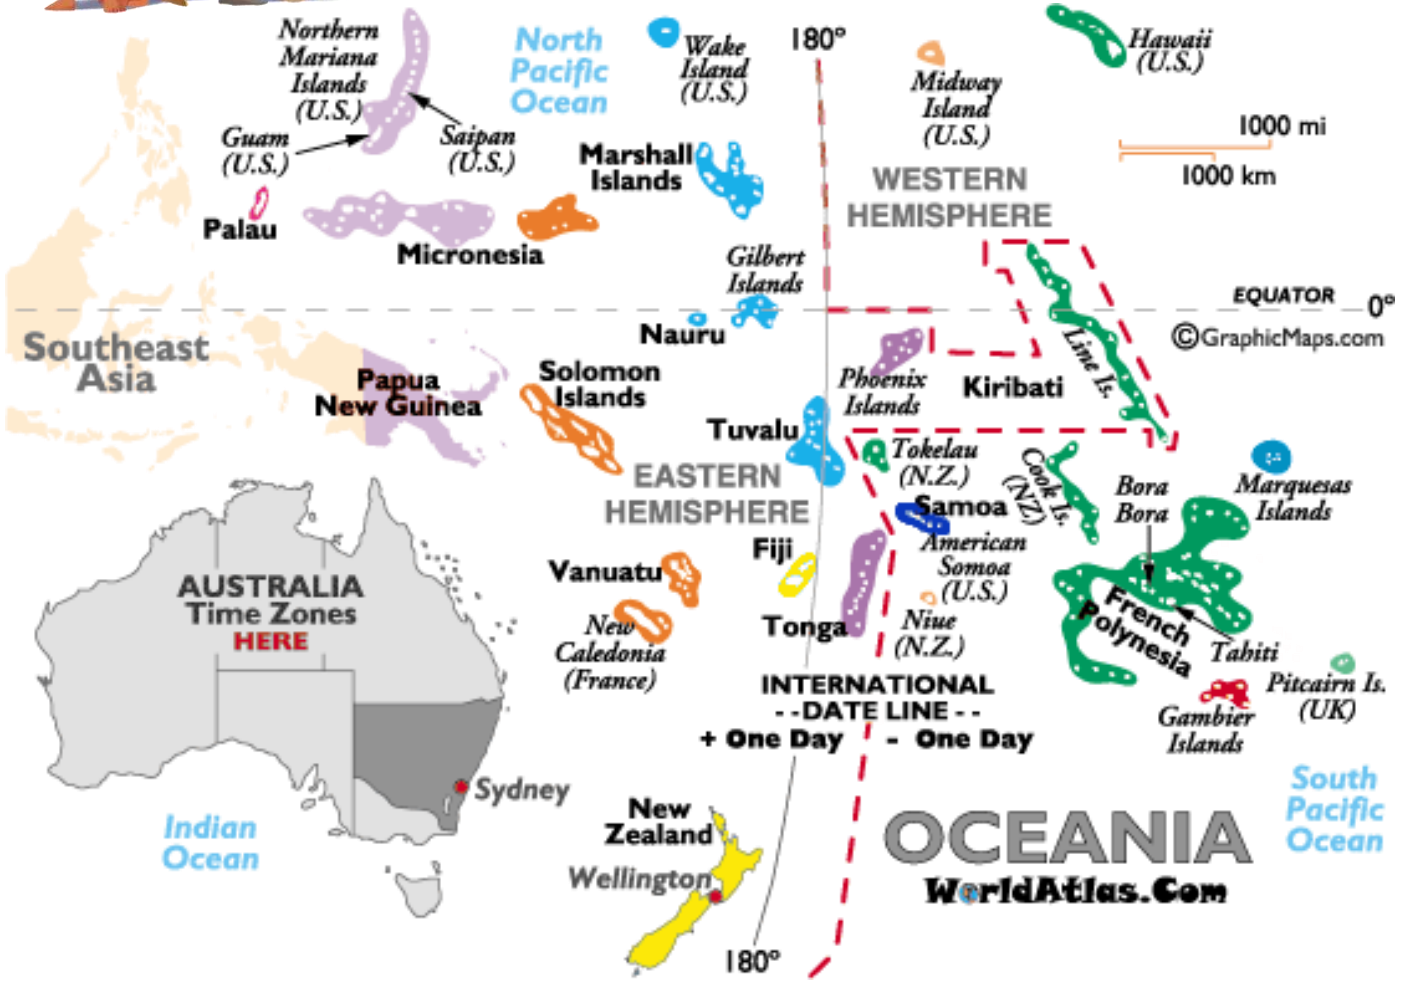 Northern
Mariana
Islands
(U.S.)
North
Pacific
Ocean
Wake
Island
(U.S.)
180°
Midway
Island
(U.S.)
Hawaii
(U.S.)
Guam
(U.S.)
Saipan
(U.S.)
1000 mi
1000 km
Marshall
Islands
WESTERN
HEMISPHERE
Palau
Micronesia
Gilbert
Islands
EQUATOR
0°
Nauru
©GraphicMaps.com
Southeast
Asia
Papua
New Guinea
Solomon
Islands
Phoenix
Islands
Kiribati
Line Is.
Tuvalu
Tokelau
(N.Z.)
Cook Is.
(NZ)
EASTERN
HEMISPHERE
Samoa
Bora
Bora
Marquesas
Islands
American
Somoa
(U.S.)
Fiji
Vanuatu
AUSTRALIA
Time Zones
HERE
New
Caledonia
(France)
Tonga
Niue
(N.Z.)
French
Polynesia
Tahiti
Pitcairn Is.
(UK)
Gambier
Islands
INTERNATIONAL
--DATE LINE--
+ One Day - One Day
Sydney
Indian
Ocean
New
Zealand
Wellington
South
Pacific
Ocean
OCEANIA
WorldAtlas.Com
180°